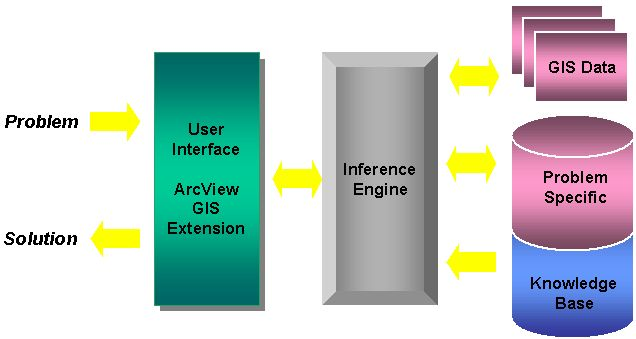 Problem
Solution
User
Interface
ArcView
GIS
Extension
Inference
Engine
GIS Data
Problem
Specific
Knowledge
Base